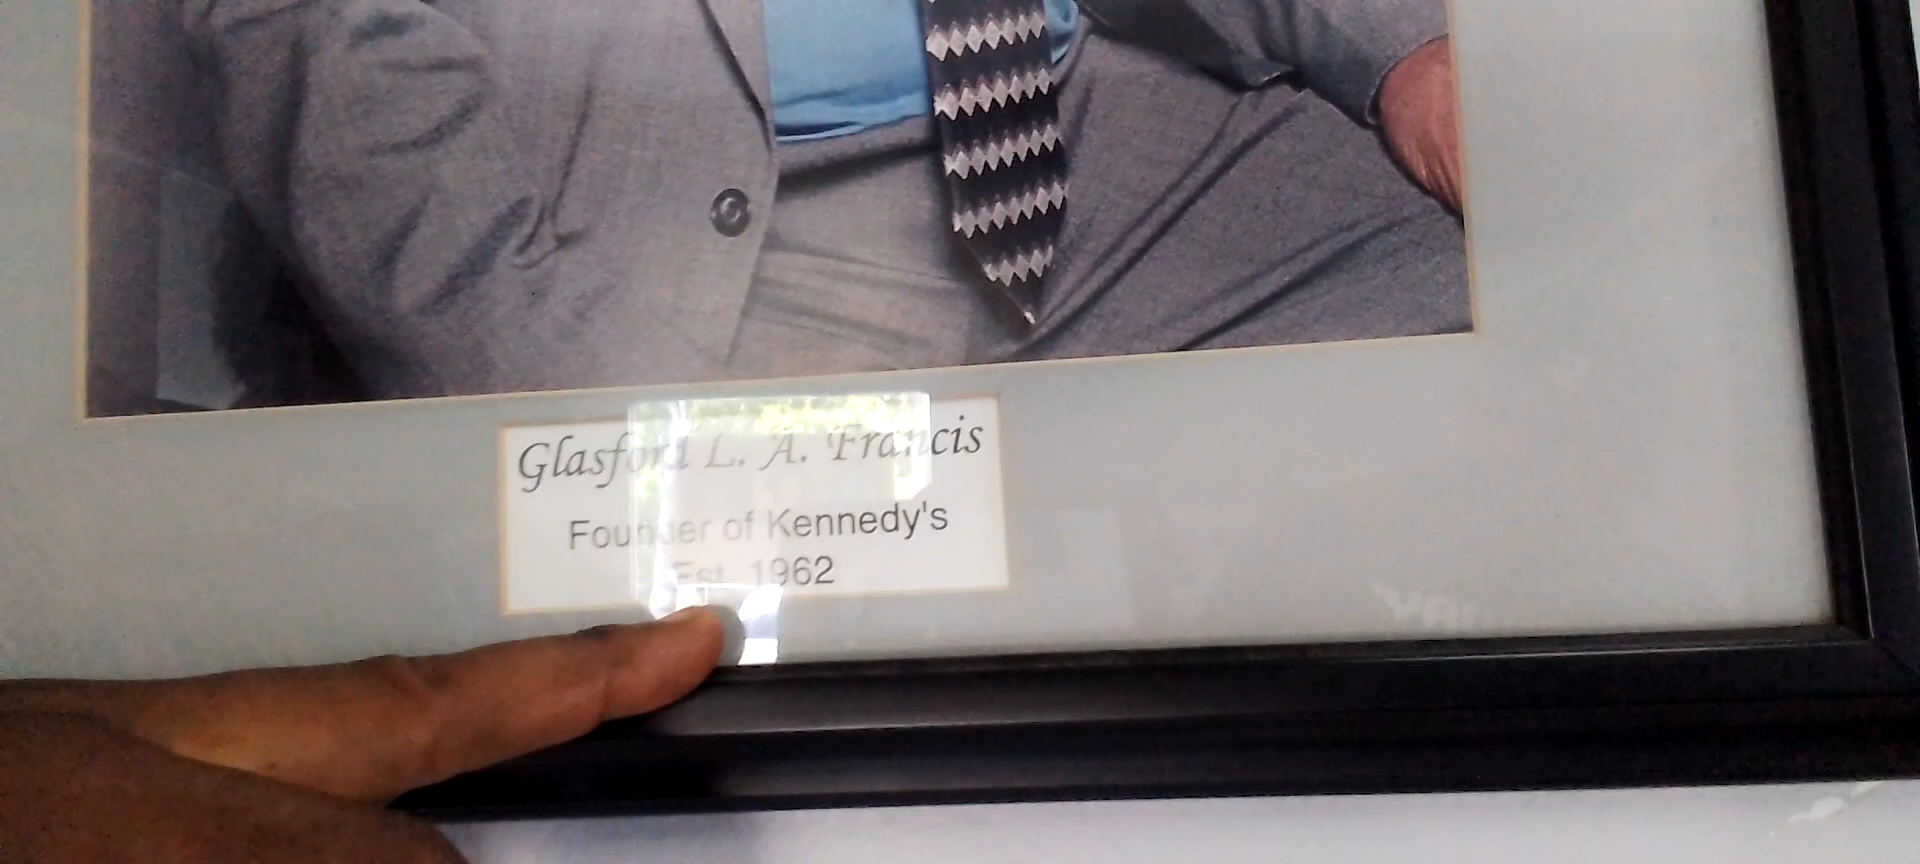 Glasford L. A. Francis
Founder of Kennedy's
Est. 1962